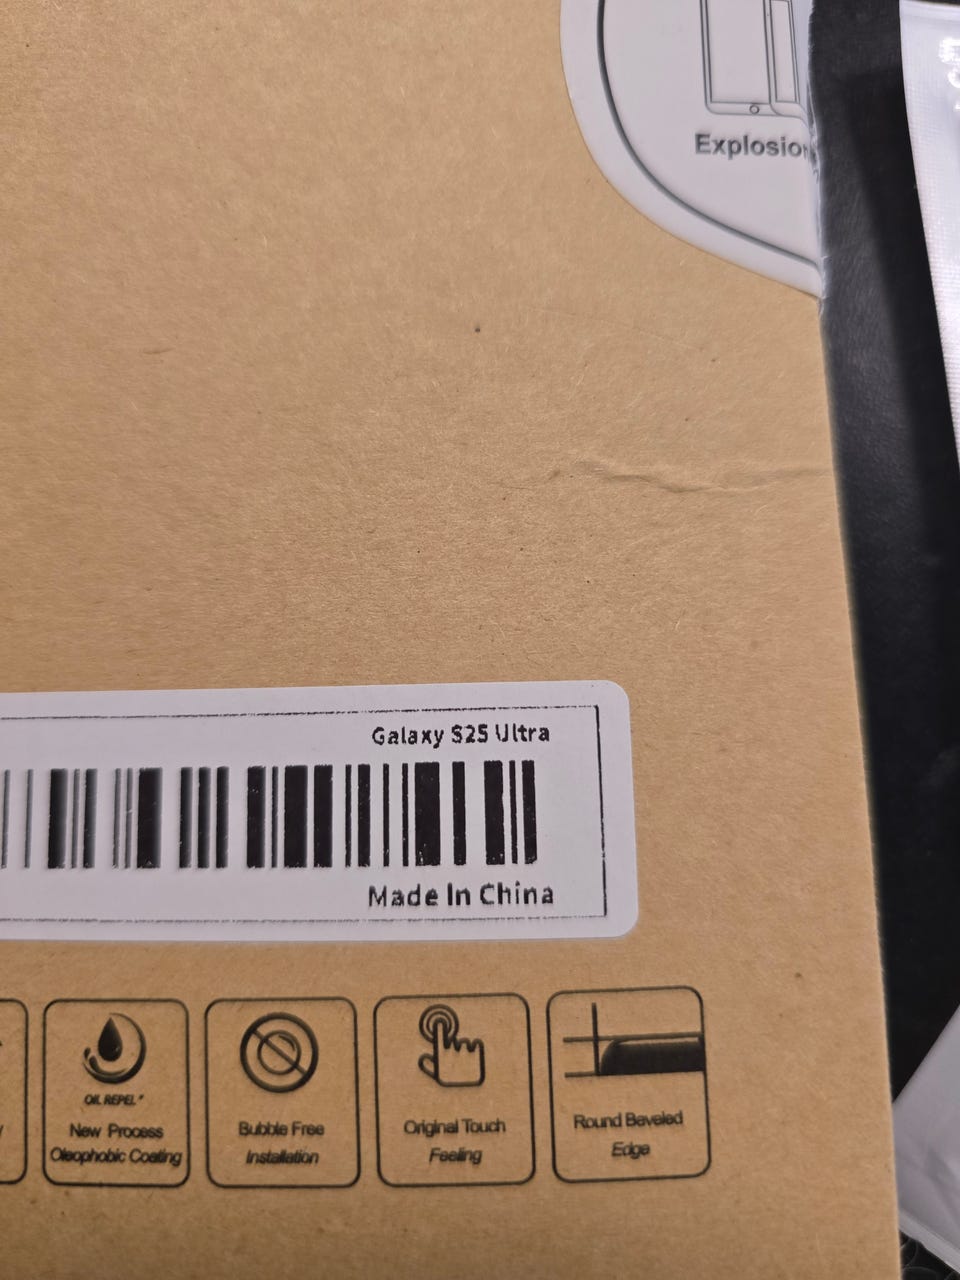 Explosion
Galaxy S25 Ultra
Made In China
OIL REPEL
New Process
Oleophobic Coating
Bubble Free
Installation
Original Touch
Feeling
Round Beveled
Edge